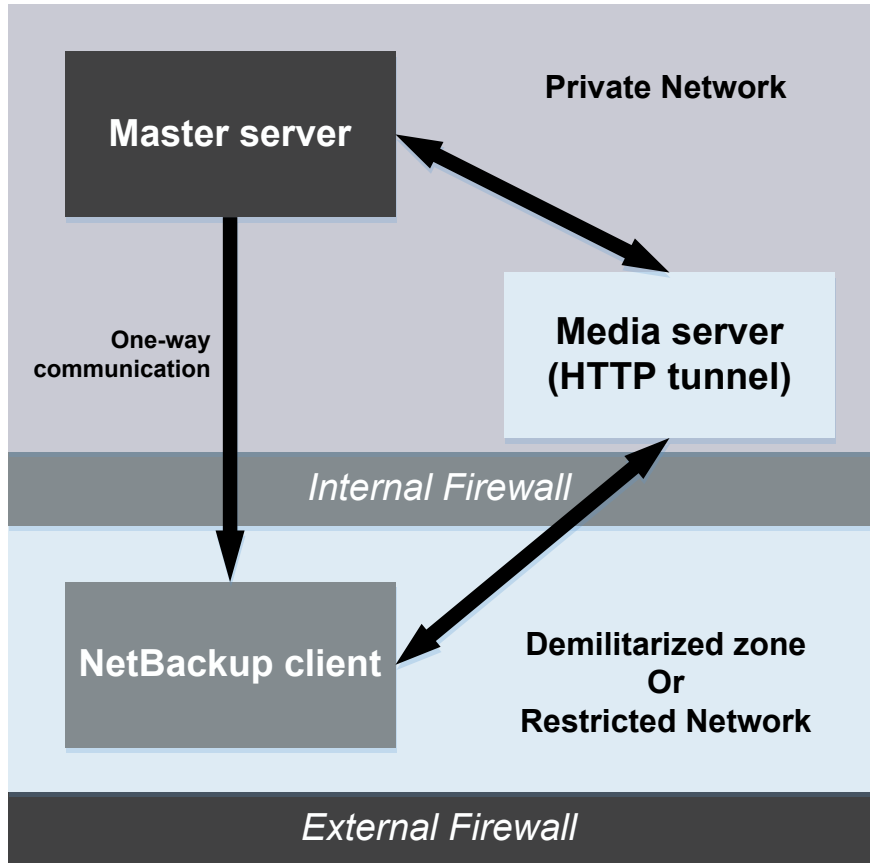 Private Network
Master server
Media server
(HTTP tunnel)
One-way
communication
Internal Firewall
NetBackup client
Demilitarized zone
Or
Restricted Network
External Firewall